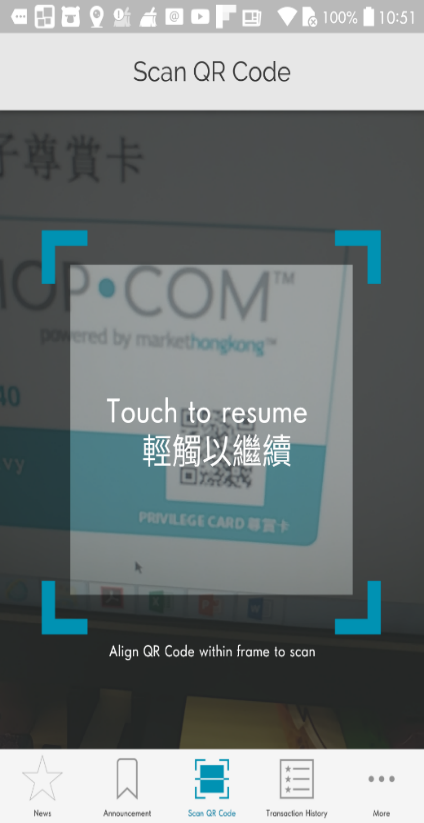 100% 10:51
Scan QR Code
子尊賞卡
HOP•COM™
powered by markethongkong™
40
Touch to resume
輕觸以繼續
vy
PRIVILEGE CARD 尊賞卡
Align QR Code within frame to scan
News Announcement Scan QR Code Transaction History More